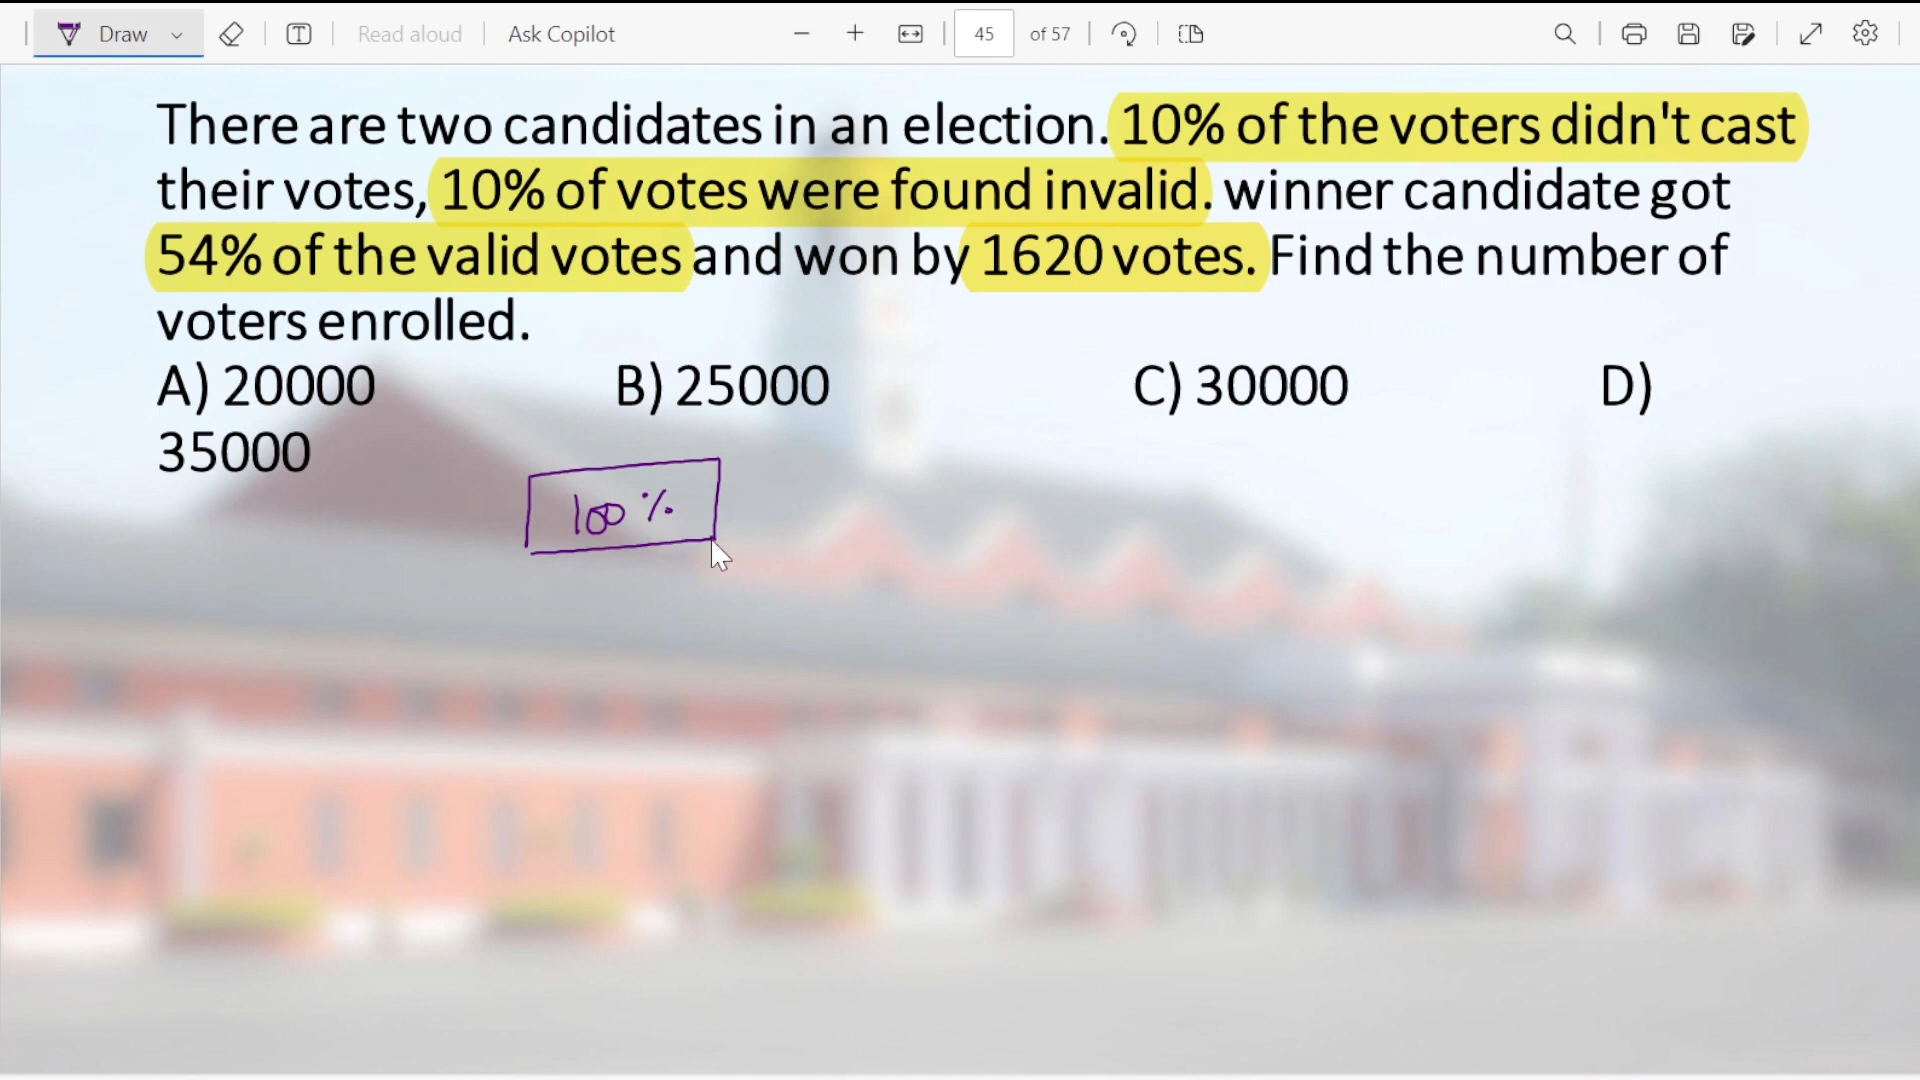 Draw
Read aloud
Ask Copilot
45
of 57
There are two candidates in an election. 10% of the voters didn't cast
their votes, 10% of votes were found invalid. winner candidate got
54% of the valid votes and won by 1620 votes. Find the number of
voters enrolled.
A) 20000 B) 25000 C) 30000 D)
35000
100 %